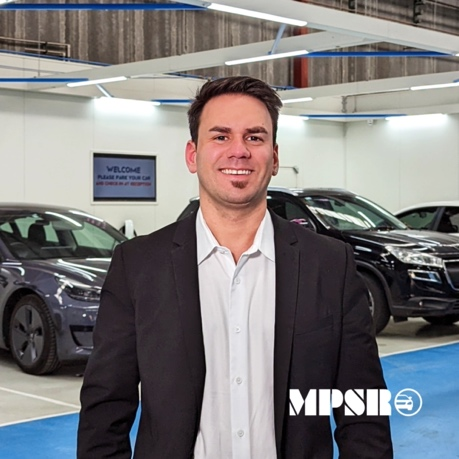 WELCOME
PLEASE PARK YOUR CAR
AND CHECK-IN AT RECEPTION
MPSR